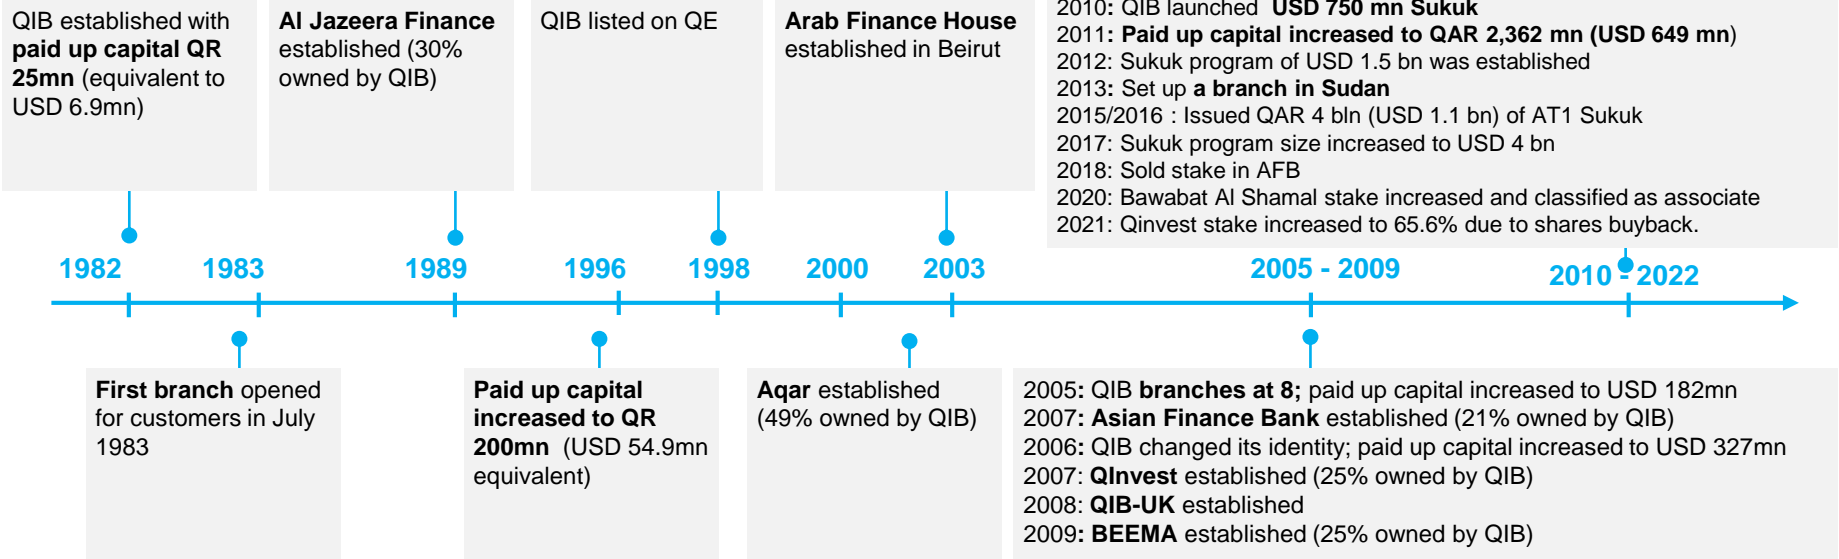 QIB established with
paid up capital QR
25mn (equivalent to
USD 6.9mn)
Al Jazeera Finance
established (30%
owned by QIB)
QIB listed on QE
Arab Finance House
established in Beirut
2010: QIB launched USD 750 mn Sukuk
2011: Paid up capital increased to QAR 2,362 mn (USD 649 mn)
2012: Sukuk program of USD 1.5 bn was established
2013: Set up a branch in Sudan
2015/2016 : Issued QAR 4 bln (USD 1.1 bn) of AT1 Sukuk
2017: Sukuk program size increased to USD 4 bn
2018: Sold stake in AFB
2020: Bawabat Al Shamal stake increased and classified as associate
2021: Qinvest stake increased to 65.6% due to shares buyback.
1982 1983 1989 1996 1998 2000 2003 2005 - 2009 2010 - 2022
First branch opened
for customers in July
1983
Paid up capital
increased to QR
200mn (USD 54.9mn
equivalent)
Aqar established
(49% owned by QIB)
2005: QIB branches at 8; paid up capital increased to USD 182mn
2007: Asian Finance Bank established (21% owned by QIB)
2006: QIB changed its identity; paid up capital increased to USD 327mn
2007: QInvest established (25% owned by QIB)
2008: QIB-UK established
2009: BEEMA established (25% owned by QIB)